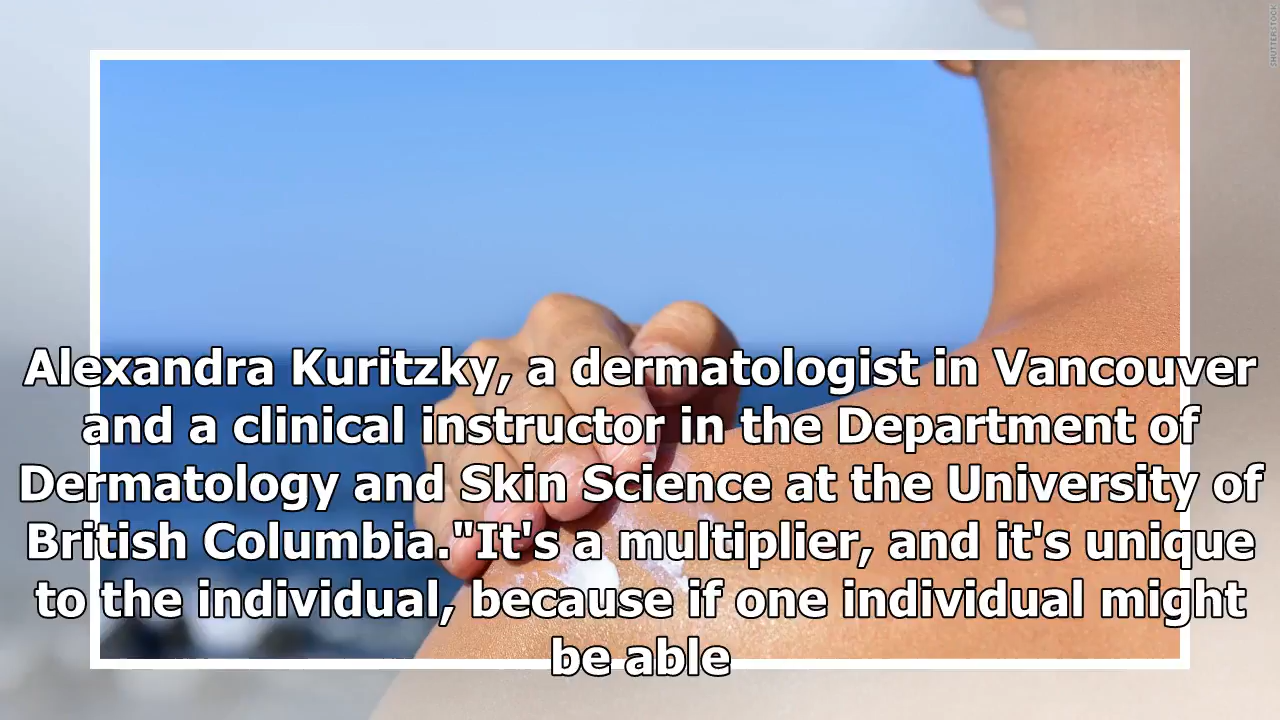 SHUTTERSTOCK
Alexandra Kuritzky, a dermatologist in Vancouver
and a clinical instructor in the Department of
Dermatology and Skin Science at the University of
British Columbia."It's a multiplier, and it's unique
to the individual, because if one individual might
be able